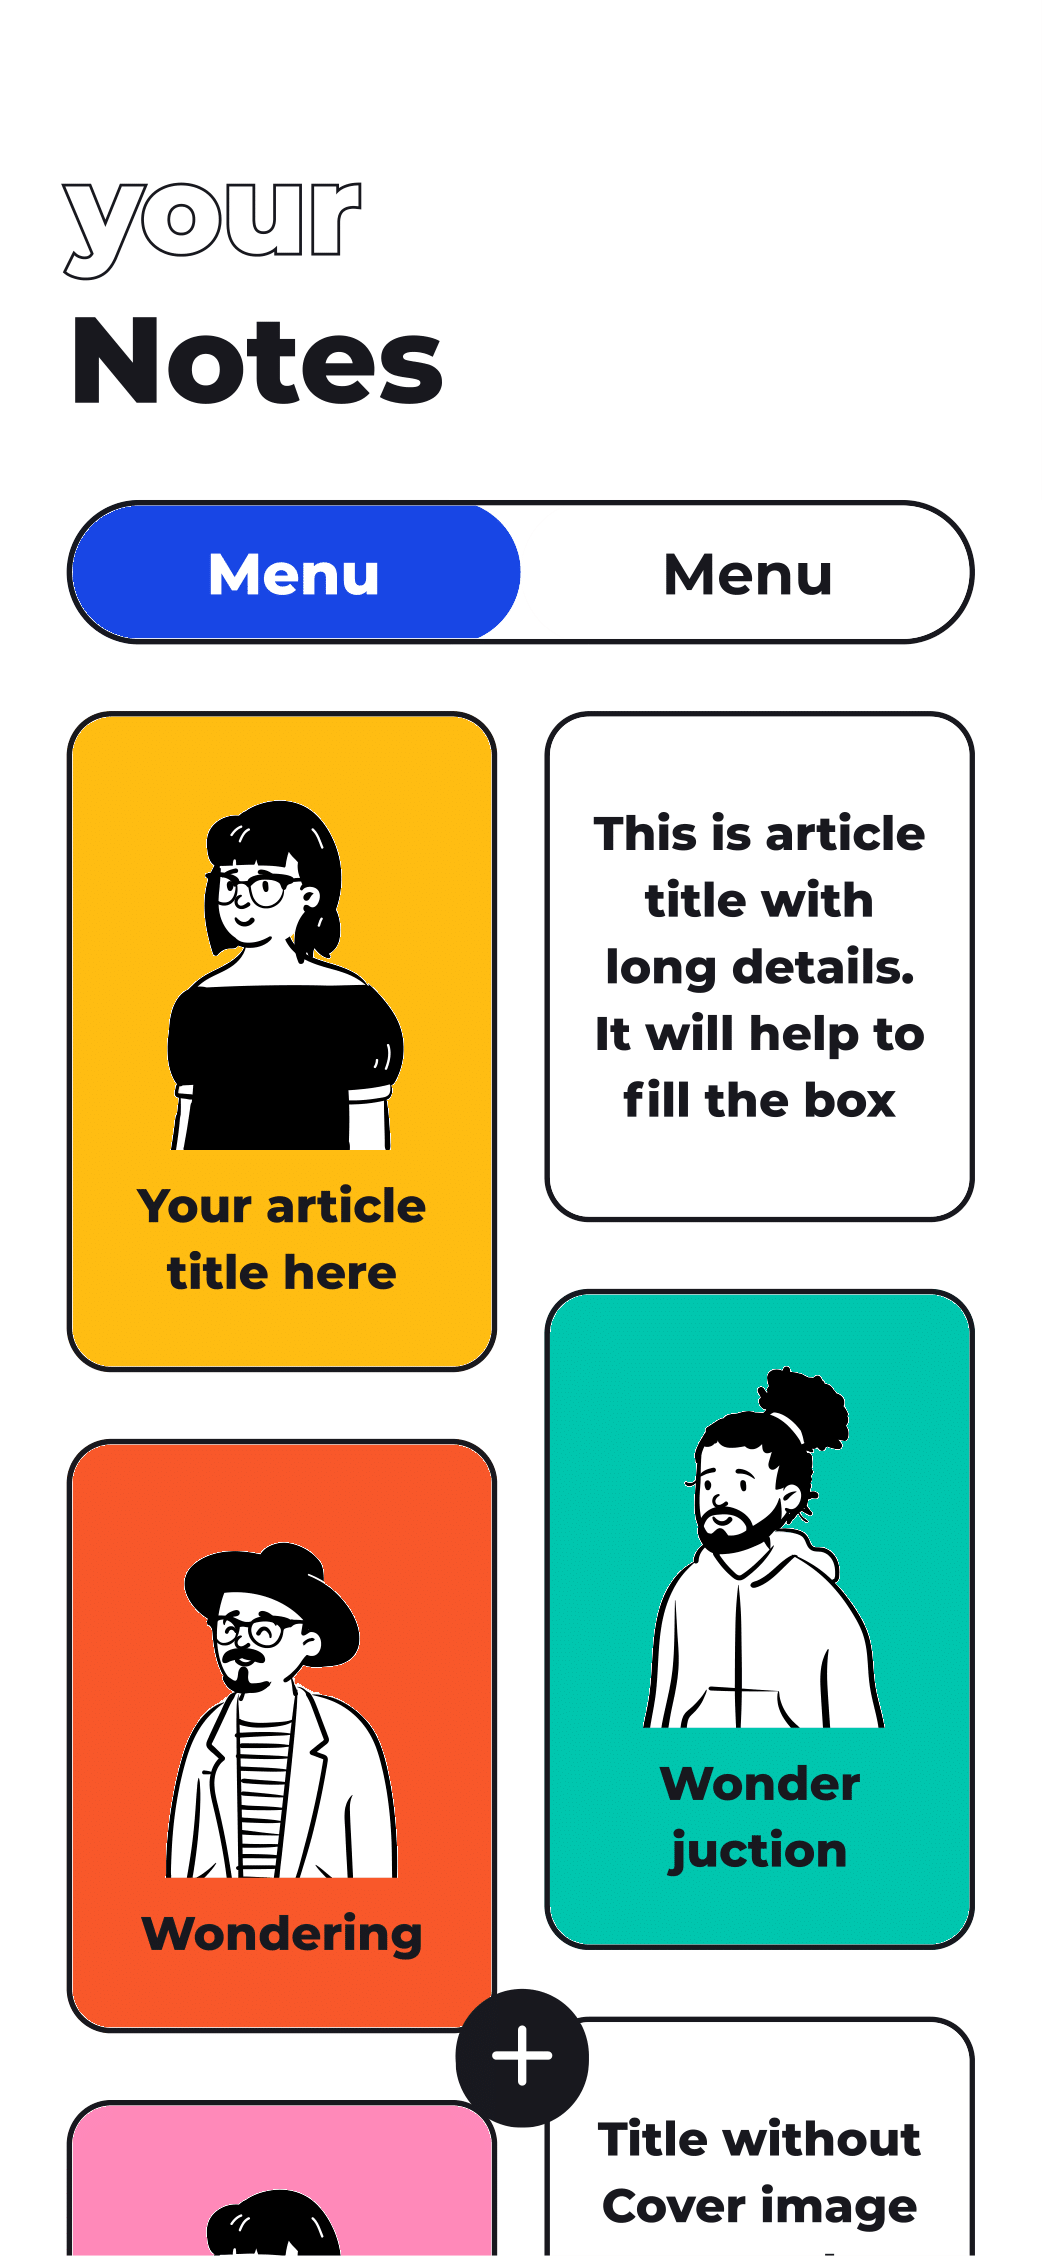 your
Notes
Menu
Menu
Your article
title here
This is article
title with
long details.
It will help to
fill the box
Wondering
Wonder
juction
Title without
Cover image